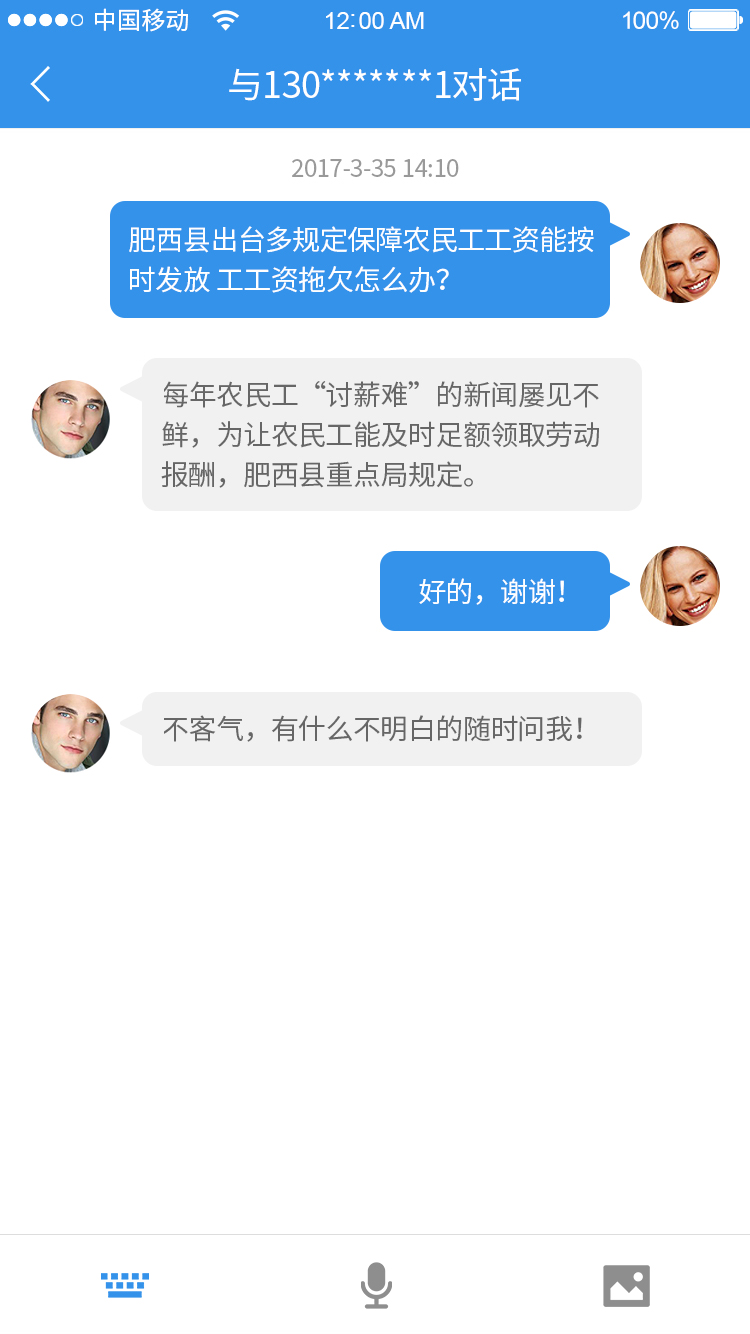 中国移动
12:00 AM
100%
与130*******1对话
2017-3-35 14:10
肥西县出台多规定保障农民工工资能按
时发放 工工资拖欠怎么办?
每年农民工“讨薪难”的新闻屡见不
鲜，为让农民工能及时足额领取劳动
报酬，肥西县重点局规定。
好的，谢谢!
不客气，有什么不明白的随时问我!